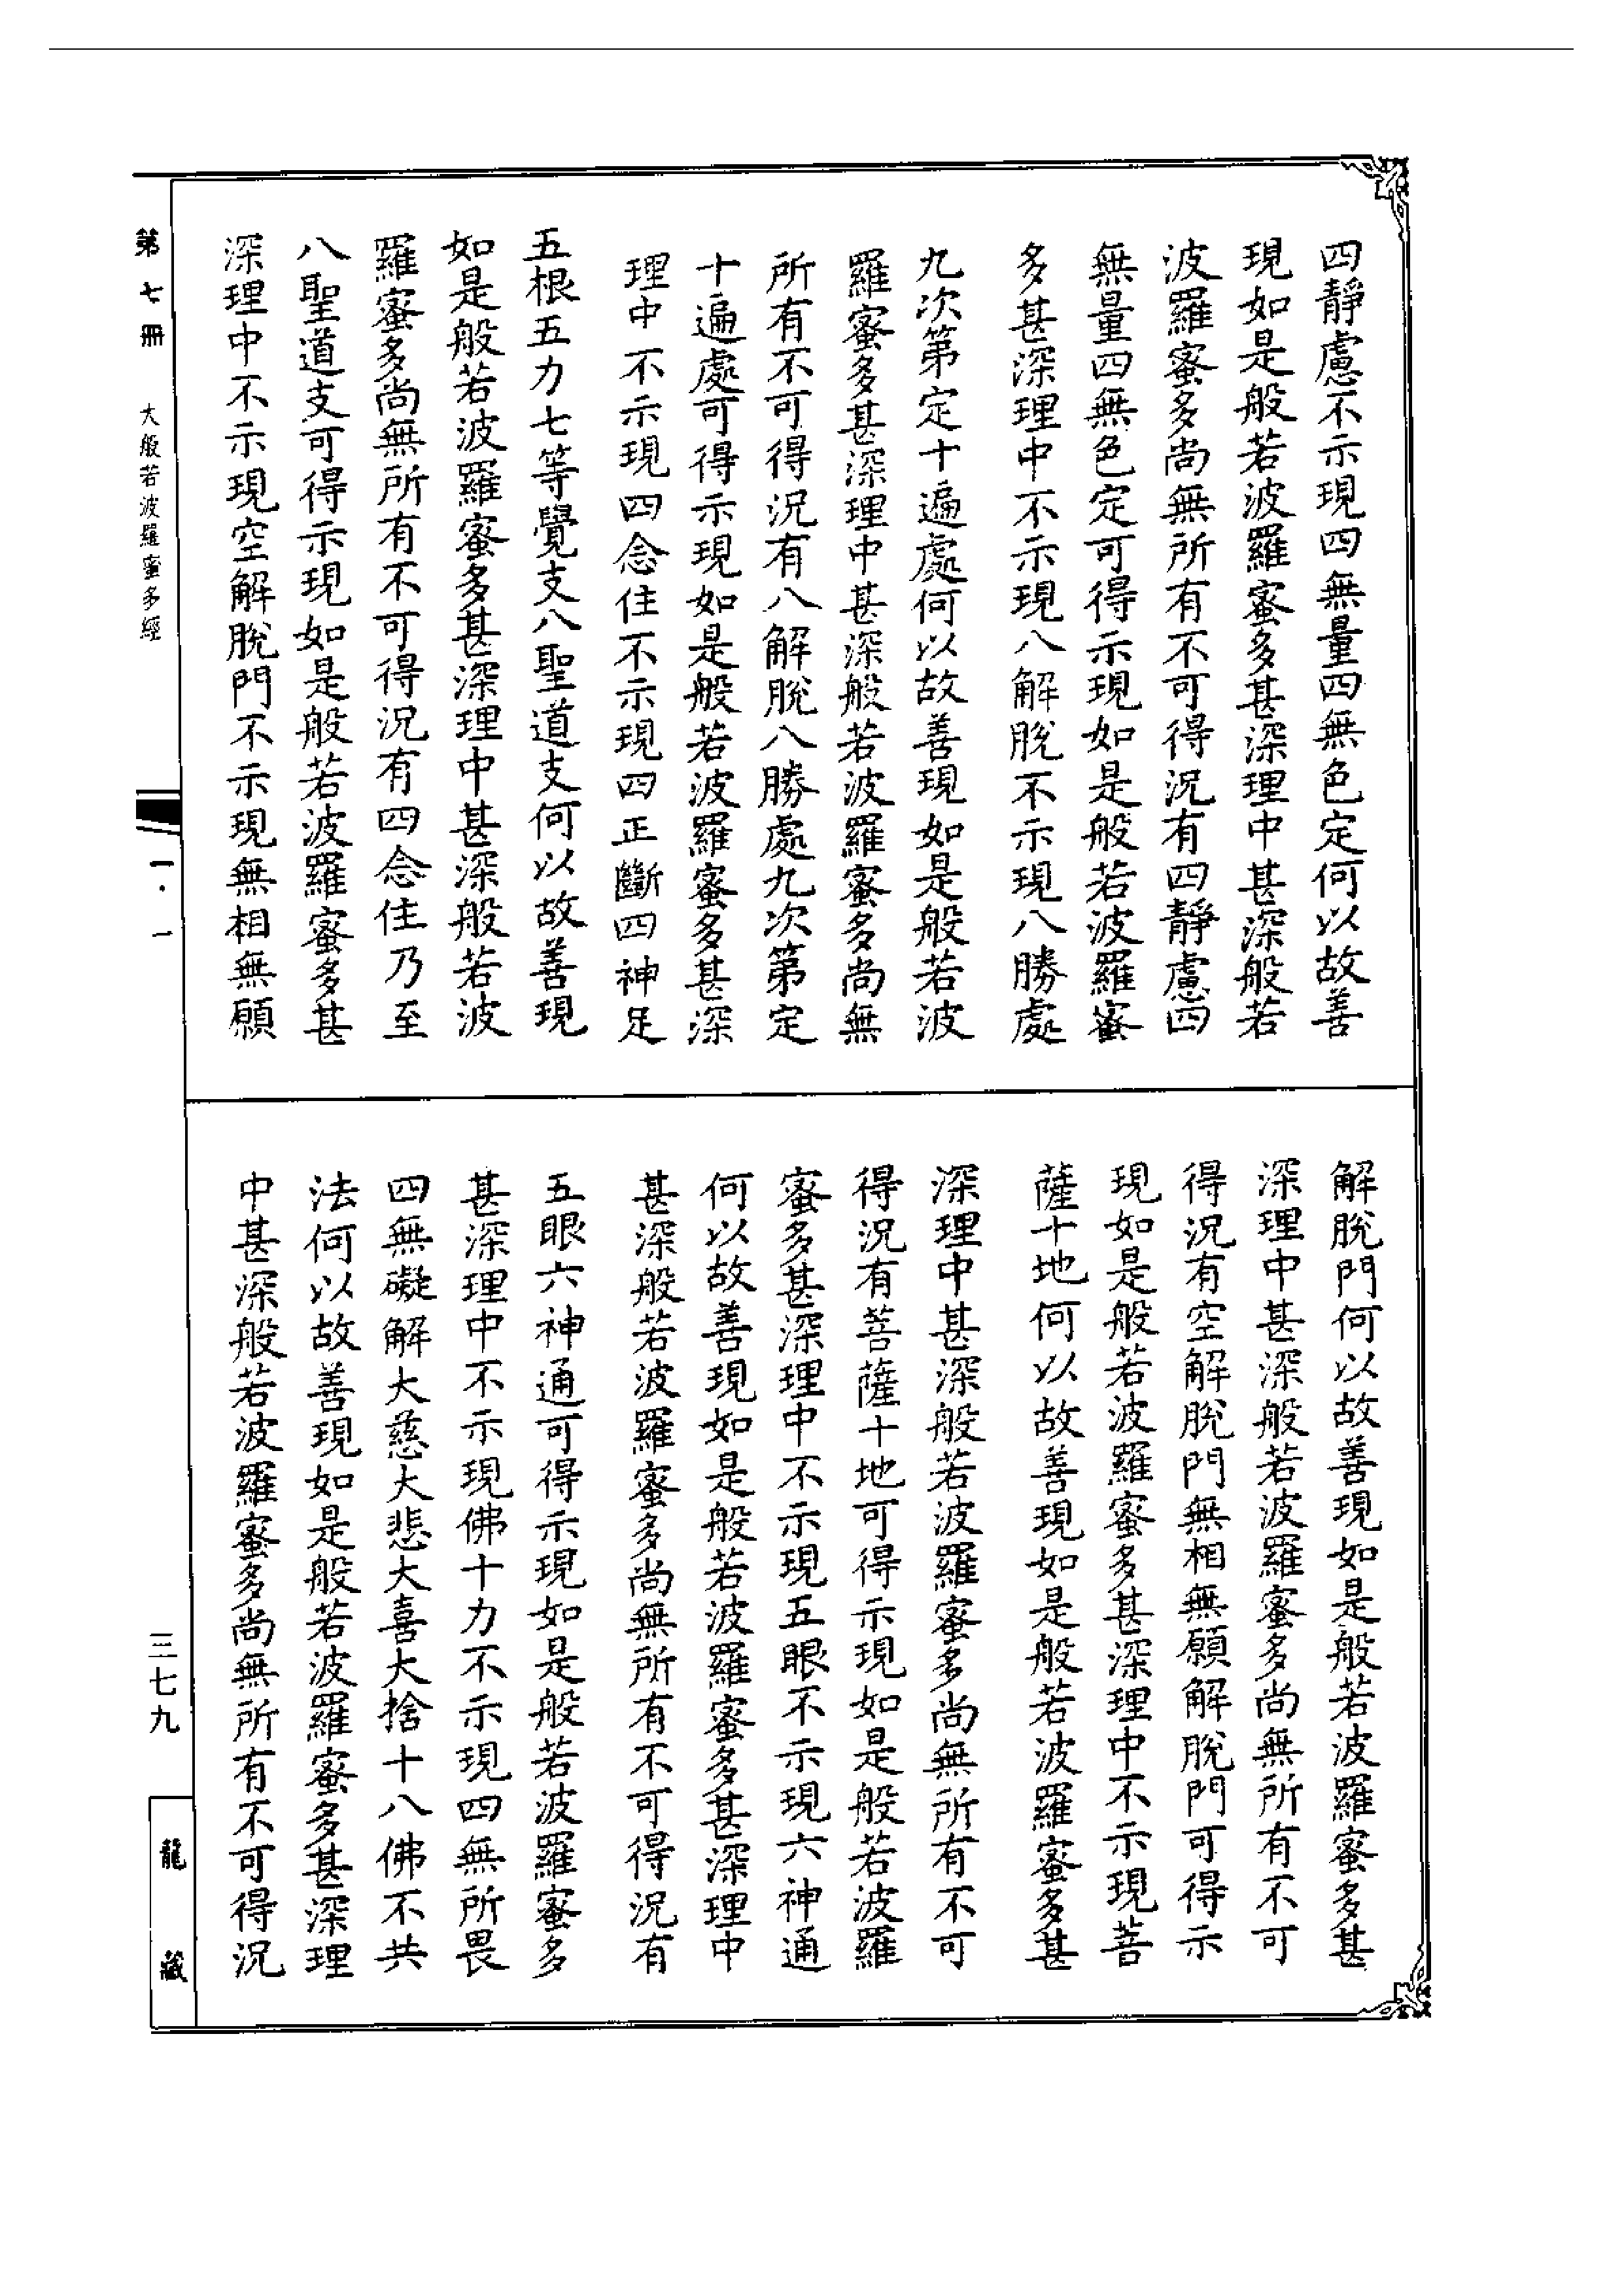 四靜慮不示現四無量四無色定何以故善
現如是般若波羅蜜多甚深理中甚深般若
波羅蜜多尚無所有不可得況有四靜慮四
無量四無色定可得示現如是般若波羅蜜
多甚深理中不示現八解脫不示現八勝處
九次第定十遍處何以故善現如是般若波
羅蜜多甚深理中甚深般若波羅蜜多尚無
所有不可得況有八解脫八勝處九次第定
十遍處可得示現如是般若波羅蜜多甚深
理中不示現四念住不示現四正斷四神足
五根五力七等覺支八聖道支何以故善現
如是般若波羅蜜多甚深理中甚深般若波
羅蜜多尚無所有不可得況有四念住乃至
八聖道支可得示現如是般若波羅蜜多甚
深理中不示現空解脫門不示現無相無願
解脫門何以故善現如是般若波羅蜜多甚
深理中甚深般若波羅蜜多尚無所有不可
得況有空解脫門無相無願解脫門可得示
現如是般若波羅蜜多甚深理中不示現菩
薩十地何以故善現如是般若波羅蜜多甚
深理中甚深般若波羅蜜多尚無所有不可
得況有菩薩十地可得示現如是般若波羅
蜜多甚深理中不示現五眼不示現六神通
何以故善現如是般若波羅蜜多甚深理中
甚深般若波羅蜜多尚無所有不可得況有
五眼六神通可得示現如是般若波羅蜜多
甚深理中不示現佛十力不示現四無所畏
四無礙解大慈大悲大喜大捨十八佛不共
法何以故善現如是般若波羅蜜多甚深理
中甚深般若波羅蜜多尚無所有不可得況
第七冊 大般若波羅蜜多經 一·一 三七九 龍藏